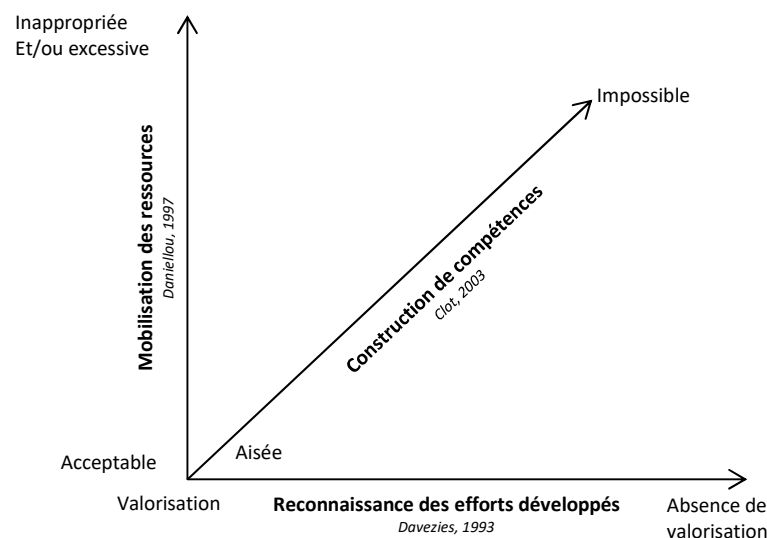 Inappropriée
Et/ou excessive
Impossible
Mobilisation des ressources
Daniellou, 1997
Construction de compétences
Clot, 2003
Aisée
Acceptable
Valorisation
Reconnaissance des efforts développés
Davezies, 1993
Absence de
valorisation